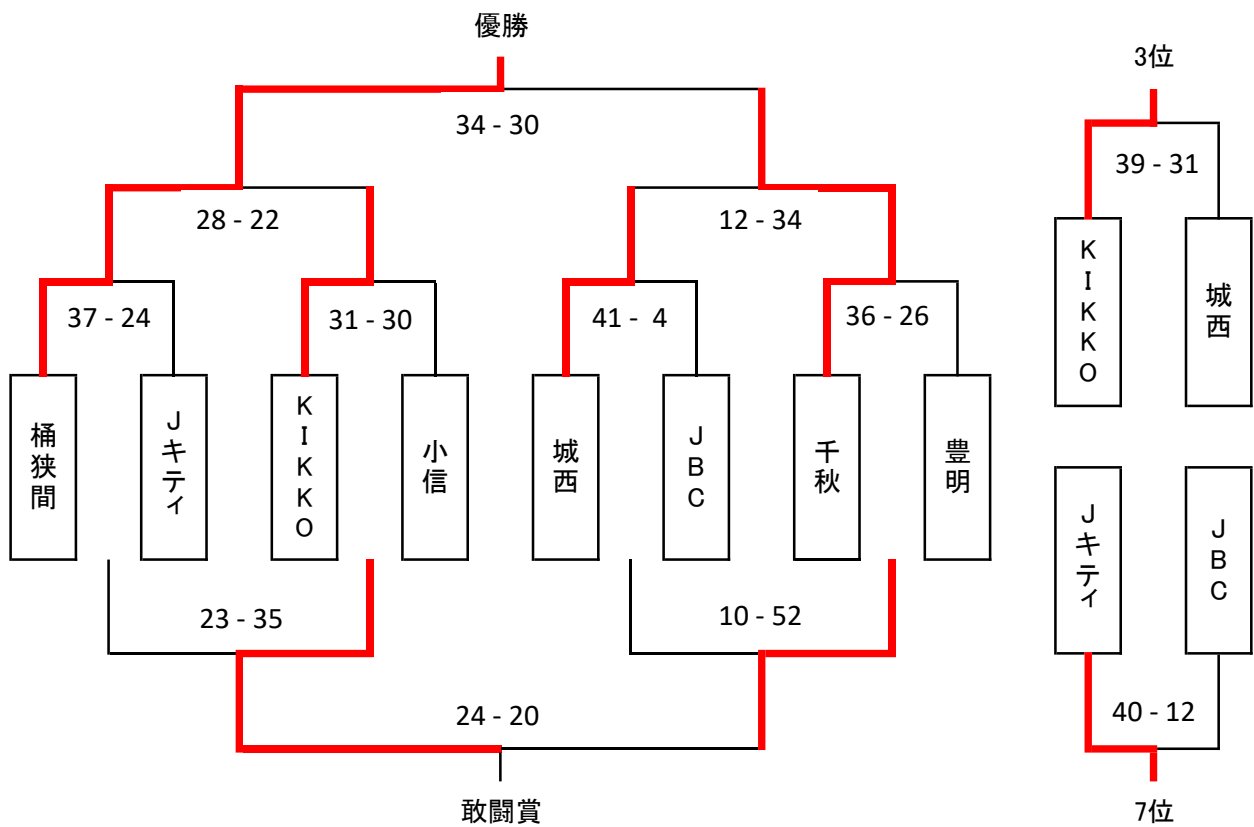 優勝
3位
34 - 30
39 - 31
28 - 22
12 - 34
KIKKO
城西
37 - 24
31 - 30
41 - 4
36 - 26
桶狭間
Jキティ
KIKKO
小信
城西
JBC
千秋
豊明
Jキティ
JBC
23 - 35
10 - 52
24 - 20
40 - 12
敢闘賞
7位